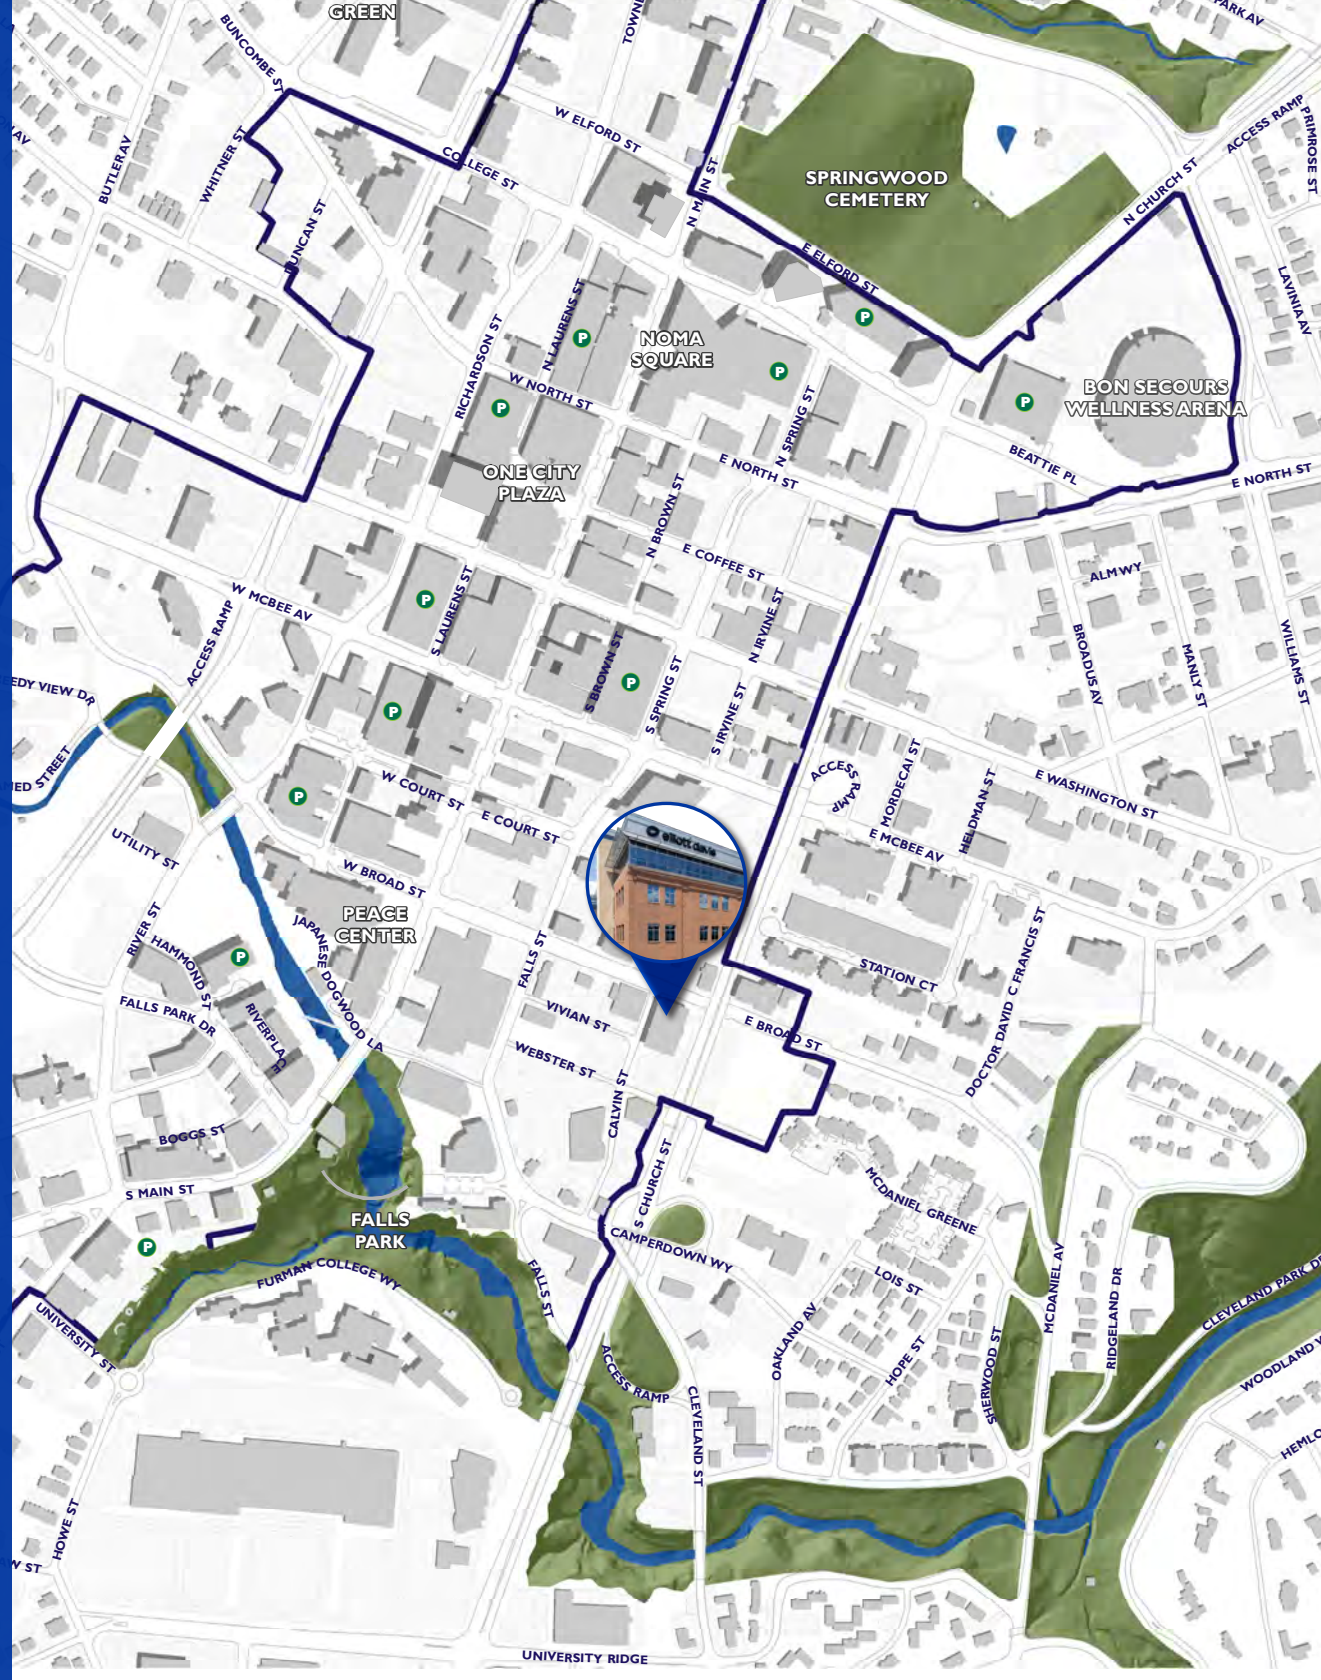 GREEN
TOWN
PARK AV
BUNCOMBE ST
W ELFORD ST
ACCESS RAMP
PRIMROSE ST
BUTLER AV
WHITNER ST
COLLEGE ST
N MAIN ST
SPRINGWOOD
CEMETERY
N CHURCH ST
DUNCAN ST
E ELFORD ST
LAVINIA AV
N LAURENS ST
P
P
RICHARDSON ST
NOMA
SQUARE
P
W NORTH ST
P
P
BON SECOURS
WELLNESS ARENA
N SPRING ST
BEATTIE PL
E NORTH ST
E NORTH ST
ONE CITY
PLAZA
N BROWN ST
E COFFEE ST
ALMWY
W MCBEE AV
P
S LAURENS ST
N IRVINE ST
ACCESS RAMP
BROADUS AV
MANLY ST
WILLIAMS ST
S BROWN ST
P
S SPRING ST
EEDY VIEW DR
P
S IRVINE ST
MED STREET
P
W COURT ST
E COURT ST
ACCESS
RAMP
MORDECAI ST
HELDMAN ST
E WASHINGTON ST
elliott davis
E MCBEE AV
UTILITY ST
W BROAD ST
PEACE
CENTER
RIVER ST
HAMMOND ST
P
JAPANESE DOGWOOD LA
FALLS ST
STATION CT
DOCTOR DAVID C FRANCIS ST
FALLS PARK DR
RIVERPLACE
VIVIAN ST
E BROAD ST
WEBSTER ST
CALVIN ST
BOGGS ST
S MAIN ST
S CHURCH ST
MCDANIEL GREENE
FALLS
PARK
P
CAMPERDOWN WY
FURMAN COLLEGE WY
FALLS ST
LOIS ST
MCDANIEL AV
RIDGELAND DR
CLEVELAND PARK DR
UNIVERSITY ST
OAKLAND AV
HOPE ST
SHERWOOD ST
ACCESS RAMP
CLEVELAND ST
WOODLAND
HEMLO
HOWE ST
AW ST
UNIVERSITY RIDGE